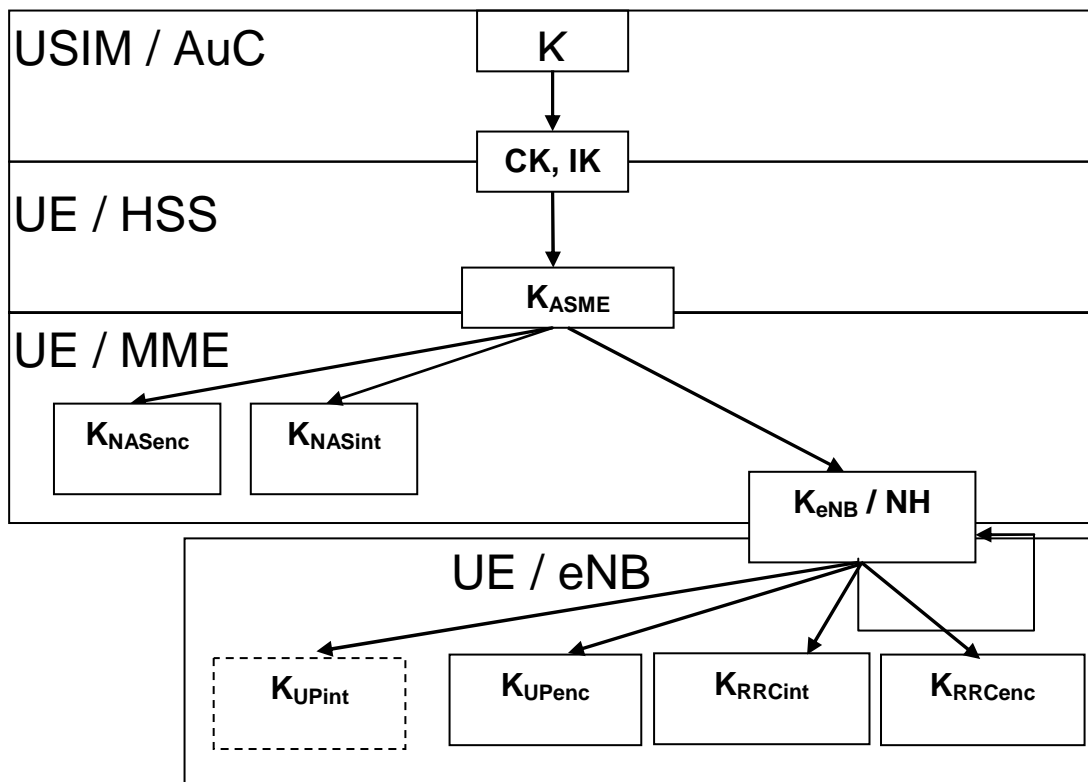 USIM / AuC
K
CK, IK
UE / HSS
KASME
UE / MME
KNASenc
KNASint
KeNB / NH
UE / eNB
KUPint
KUPenc
KRRCint
KRRCenc